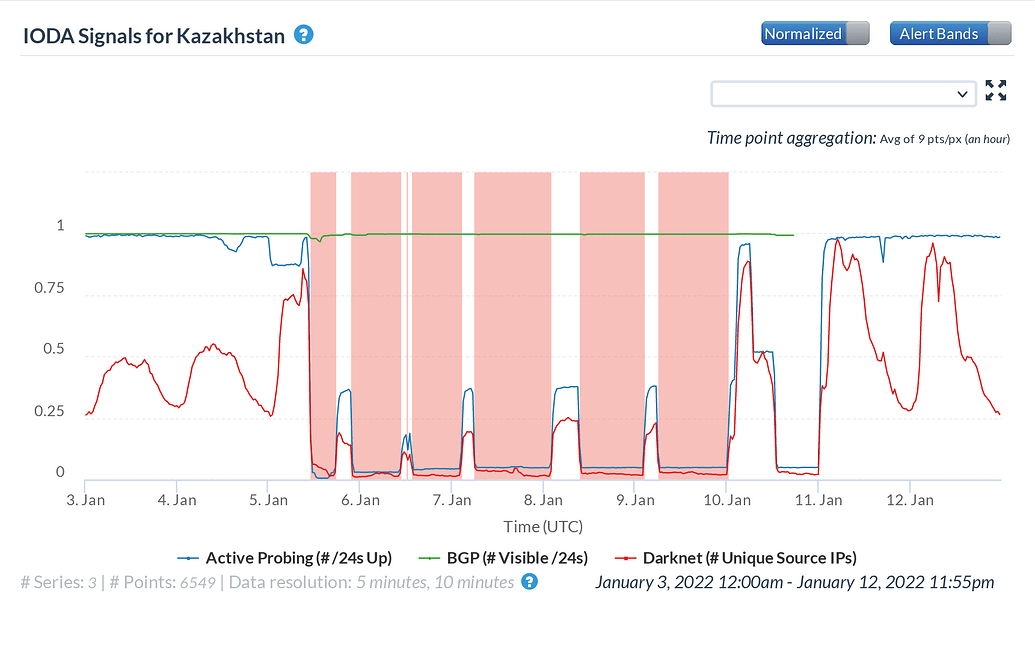 IODA Signals for Kazakhstan ?
Normalized
Alert Bands
Time point aggregation: Avg of 9 pts/px (an hour)
1
0.75
0.5
0.25
0
3. Jan 4. Jan 5. Jan 6. Jan 7. Jan 8. Jan 9. Jan 10. Jan 11. Jan 12. Jan
Time (UTC)
Active Probing (# /24s Up) BGP (# Visible /24s) Darknet (# Unique Source IPs)
# Series: 3 | # Points: 6549 | Data resolution: 5 minutes, 10 minutes ? January 3, 2022 12:00am - January 12, 2022 11:55pm